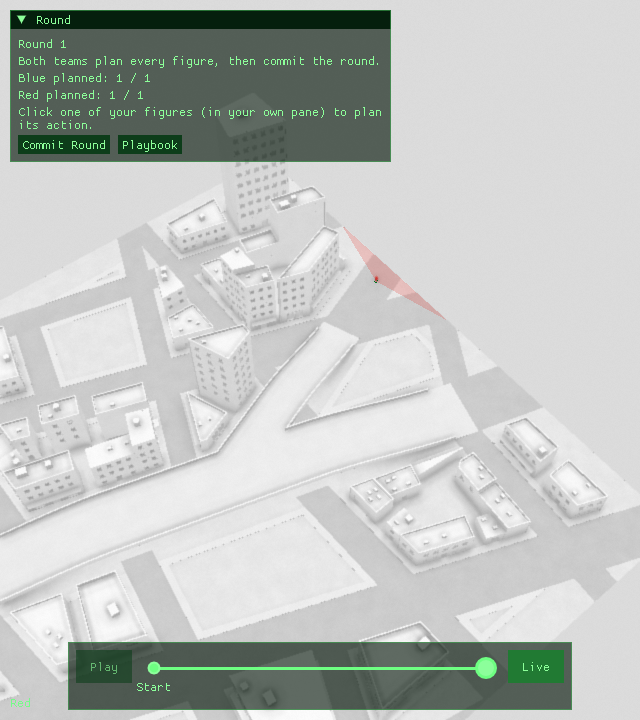 Round
Round 1
Both teams plan every figure, then commit the round.
Blue planned: 1 / 1
Red planned: 1 / 1
Click one of your figures (in your own pane) to plan
its action.
Commit Round
Playbook
Play
Live
Start